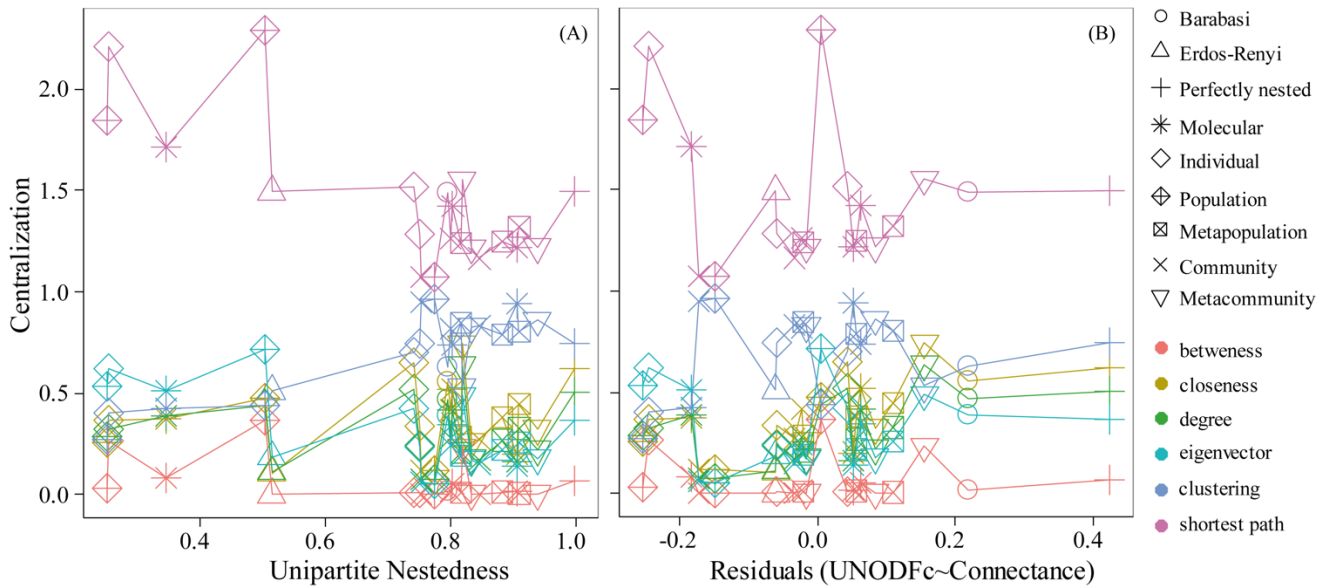 (A)
(B)
Centralization
2.0
1.5
1.0
0.5
0.0
0.4
0.6
0.8
1.0
Unipartite Nestedness
-0.2
0.0
0.2
0.4
Residuals (UNODFc~Connectance)
Barabasi
Erdos-Renyi
Perfectly nested
Molecular
Individual
Population
Metapopulation
Community
Metacommunity
betweness
closeness
degree
eigenvector
clustering
shortest path